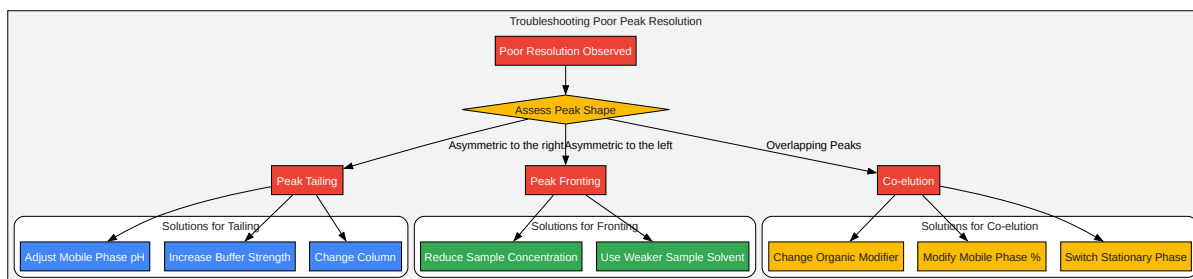 Troubleshooting Poor Peak Resolution
Poor Resolution Observed
Assess Peak Shape
Asymmetric to the right
Asymmetric to the left
Overlapping Peaks
Peak Tailing
Peak Fronting
Co-elution
Solutions for Tailing
Solutions for Fronting
Solutions for Co-elution
Adjust Mobile Phase pH
Increase Buffer Strength
Change Column
Reduce Sample Concentration
Use Weaker Sample Solvent
Change Organic Modifier
Modify Mobile Phase %
Switch Stationary Phase